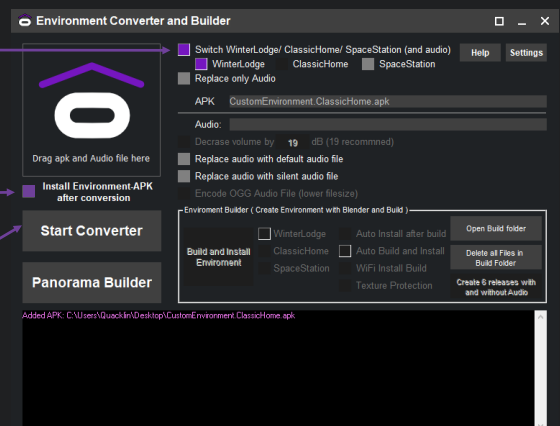 Environment Converter and Builder
Switch WinterLodge/ ClassicHome/ SpaceStation (and audio)
Help
Settings
WinterLodge
ClassicHome
SpaceStation
Replace only Audio
APK
CustomEnvironment.ClassicHome.apk
Audio:
Drag apk and Audio file here
Decrase volume by
19
dB (19 recommned)
Replace audio with default audio file
Replace audio with silent audio file
Encode OGG Audio File (lower filesize)
Install Environment-APK
after conversion
Start Converter
Panorama Builder
Enviroment Builder ( Create Environment with Blender and Build )
Build and Install
Enviroment
WinterLodge
ClassicHome
SpaceStation
Auto Install after build
Auto Build and Install
WiFi Install Build
Texture Protection
Open Build folder
Delete all Files in
Build Folder
Create 6 releases with
and without Audio
Added APK: C:\Users\Quacklin\Desktop\CustomEnvironment.ClassicHome.apk